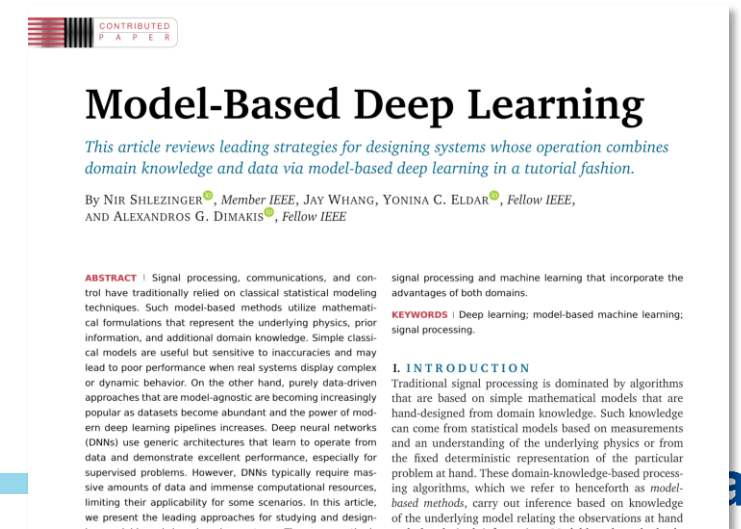 CONTRIBUTED
PAPER
Model-Based Deep Learning
This article reviews leading strategies for designing systems whose operation combines
domain knowledge and data via model-based deep learning in a tutorial fashion.
By NIR SHLEZINGER, Member IEEE, JAY WHANG, YONINA C. ELDAR, Fellow IEEE,
AND ALEXANDROS G. DIMAKIS, Fellow IEEE
ABSTRACT | Signal processing, communications, and con-
trol have traditionally relied on classical statistical modeling
techniques. Such model-based methods utilize mathemati-
cal formulations that represent the underlying physics, prior
information, and additional domain knowledge. Simple classi-
cal models are useful but sensitive to inaccuracies and may
lead to poor performance when real systems display complex
or dynamic behavior. On the other hand, purely data-driven
approaches that are model-agnostic are becoming increasingly
popular as datasets become abundant and the power of mod-
ern deep learning pipelines increases. Deep neural networks
(DNNs) use generic architectures that learn to operate from
data and demonstrate excellent performance, especially for
supervised problems. However, DNNs typically require mas-
sive amounts of data and immense computational resources,
limiting their applicability for some scenarios. In this article,
we present the leading approaches for studying and design-
signal processing and machine learning that incorporate the
advantages of both domains.
KEYWORDS | Deep learning; model-based machine learning;
signal processing.
I. INTRODUCTION
Traditional signal processing is dominated by algorithms
that are based on simple mathematical models that are
hand-designed from domain knowledge. Such knowledge
can come from statistical models based on measurements
and an understanding of the underlying physics or from
the fixed deterministic representation of the particular
problem at hand. These domain-knowledge-based process-
ing algorithms, which we refer to henceforth as model-
based methods, carry out inference based on knowledge
of the underlying model relating the observations at hand